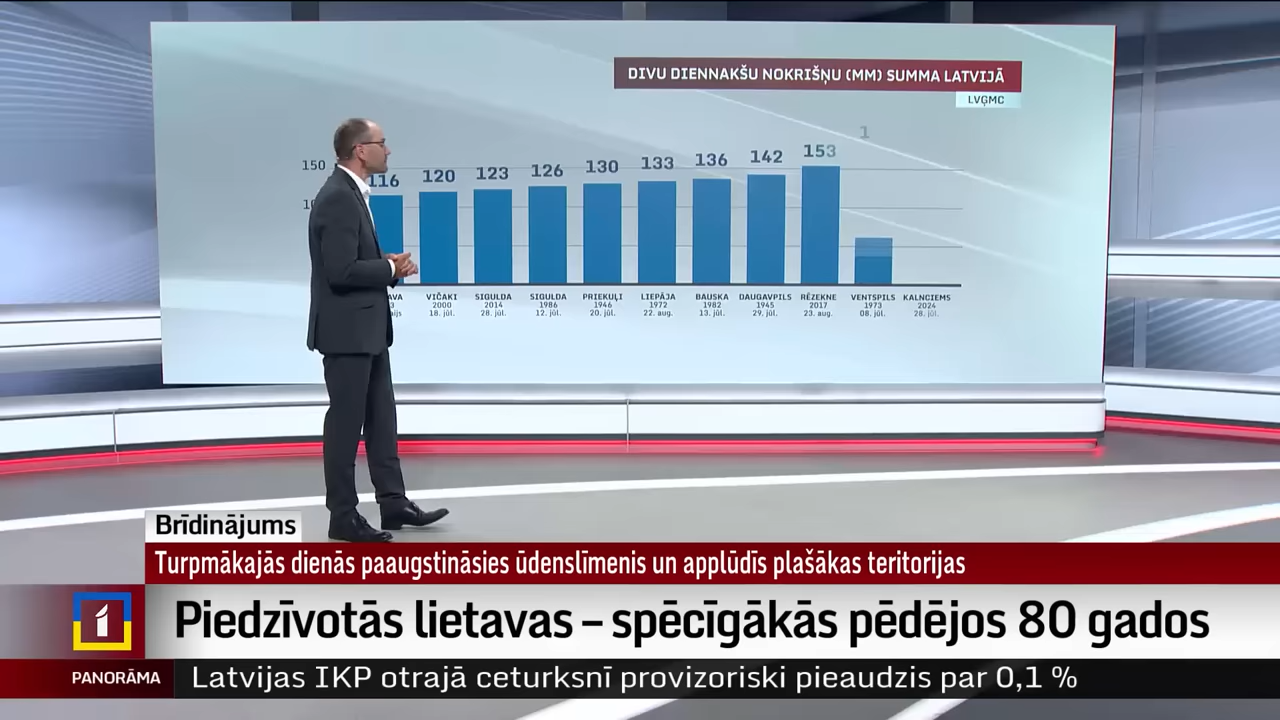 DIVU DIENNAKŠU NOKRIŠŅU (MM) SUMMA LATVIJĀ
LVĢMC
1
150 116 120 123 126 130 133 136 142 153
VIČAKI SIGULDA SIGULDA PRIEKUĻI LIEPĀJA BAUSKA DAUGAVPILS RĒZEKNE VENTSPILS KALNCIEMS
2000 2014 1986 1946 1972 1982 1945 2017 1973 2024
18. jūl. 28. jūl. 12. jūl. 20. jūl. 22. aug. 13. jūl. 29. jūl. 23. aug. 08. jūl. 28. jūl.
Brīdinājums
Turpmākajās dienās paaugstināsies ūdenslīmenis un applūdīs plašākas teritorijas
1 Piedzīvotās lietavas – spēcīgākās pēdējos 80 gados
PANORĀMA Latvijas IKP otrajā ceturksnī provizoriski pieaudzis par 0,1 %